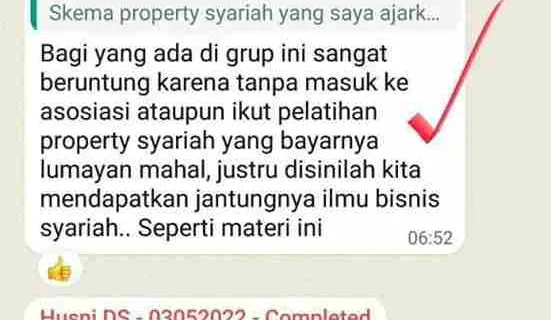 Skema property syariah yang saya ajark...
Bagi yang ada di grup ini sangat
beruntung karena tanpa masuk ke
asosiasi ataupun ikut pelatihan
property syariah yang bayarnya
lumayan mahal, justru disinilah kita
mendapatkan jantungnya ilmu bisnis
syariah.. Seperti materi ini
06:52
Husni DS - 03052022 - Completed